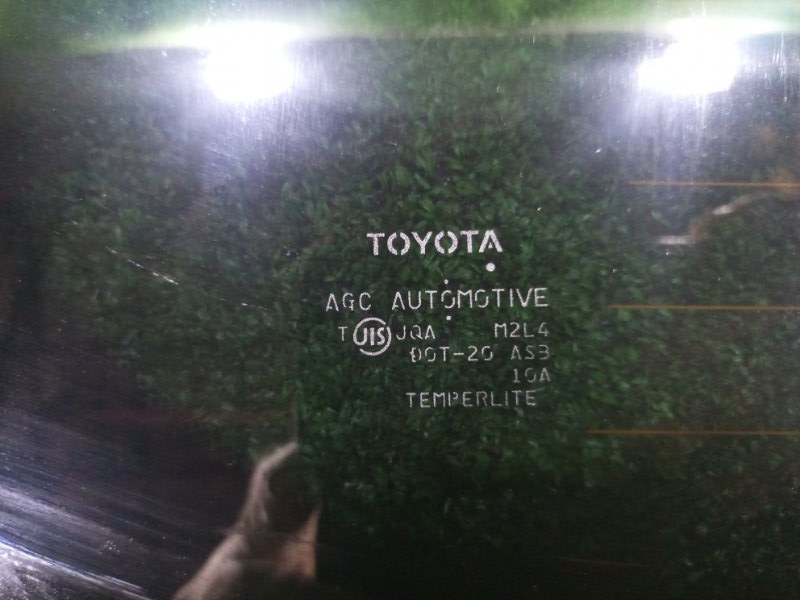 TOYOTA
AGC AUTOMOTIVE
T JIS JQA M2L4
DOT-20 AS3
10A
TEMPERLITE